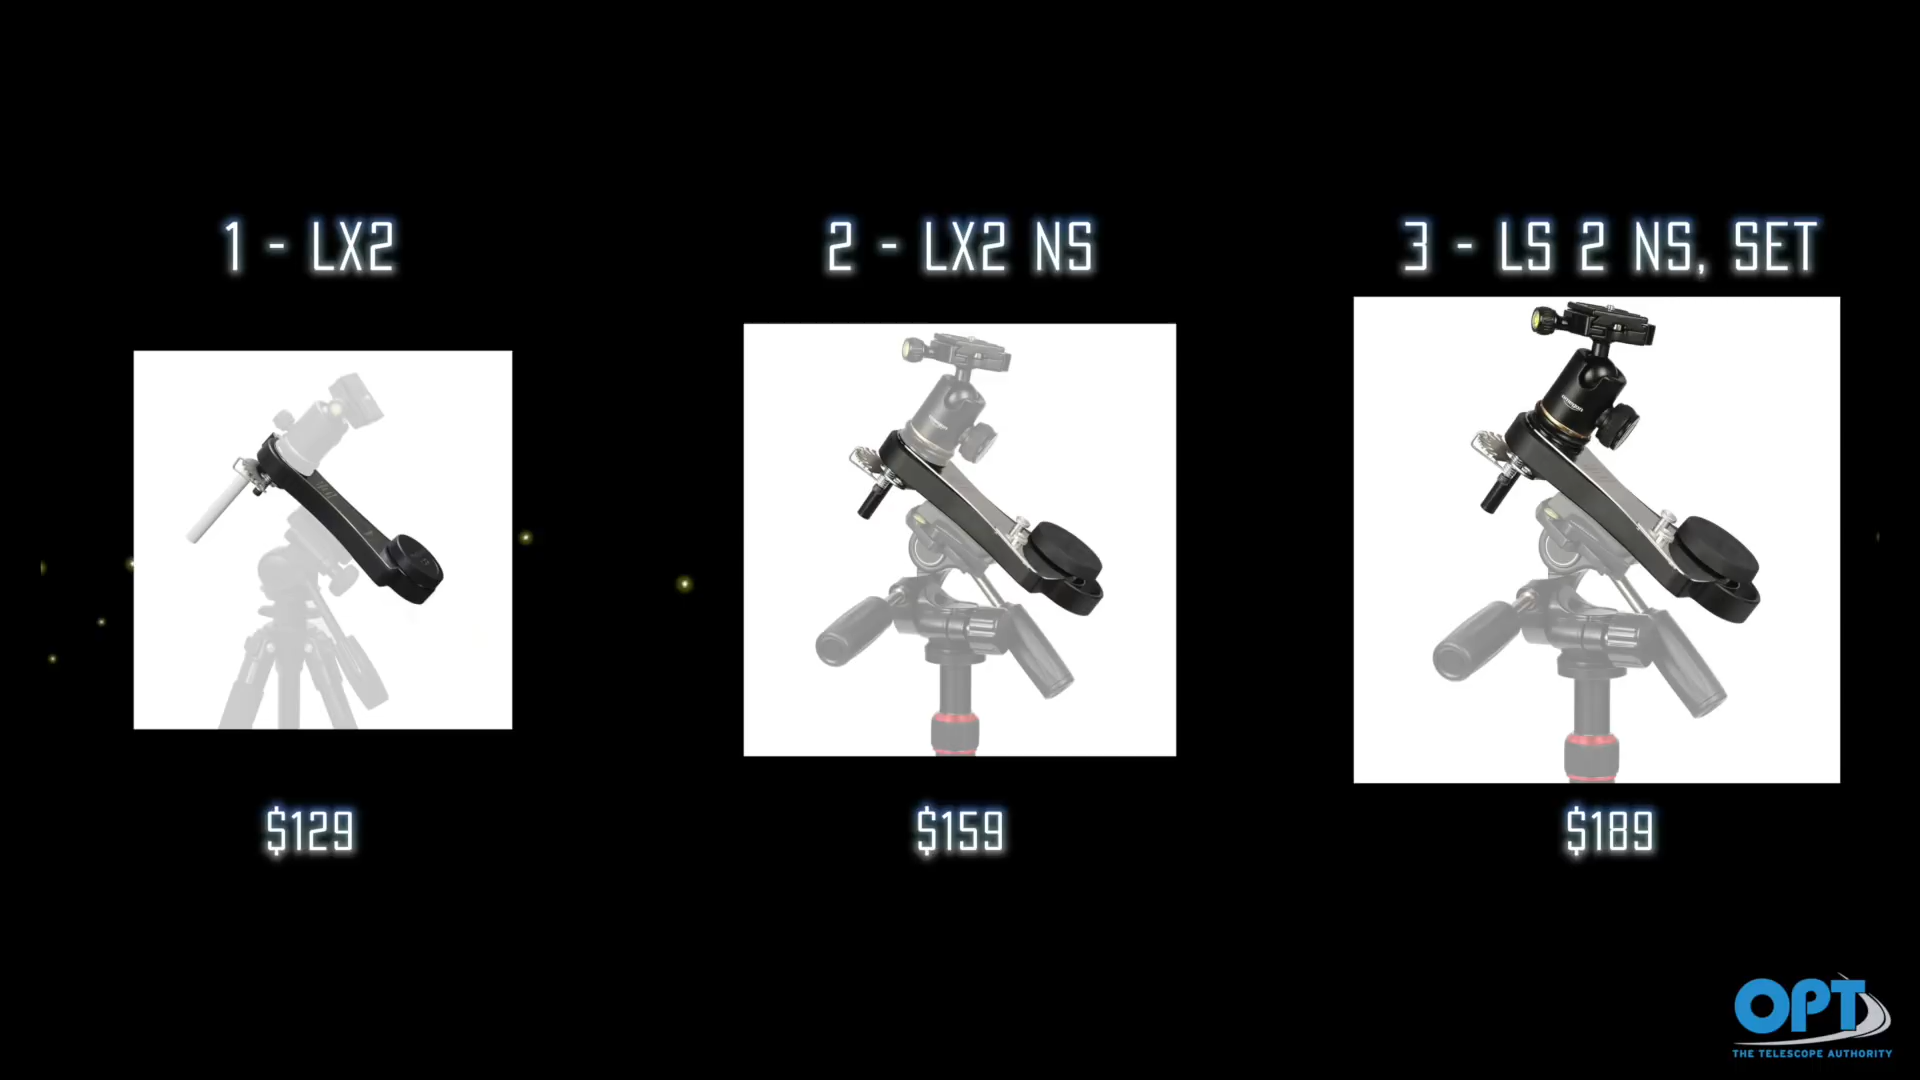 1 - LX2
2 - LX2 NS
3 - LS 2 NS, SET
$129
$159
$189
OPT
THE TELESCOPE AUTHORITY